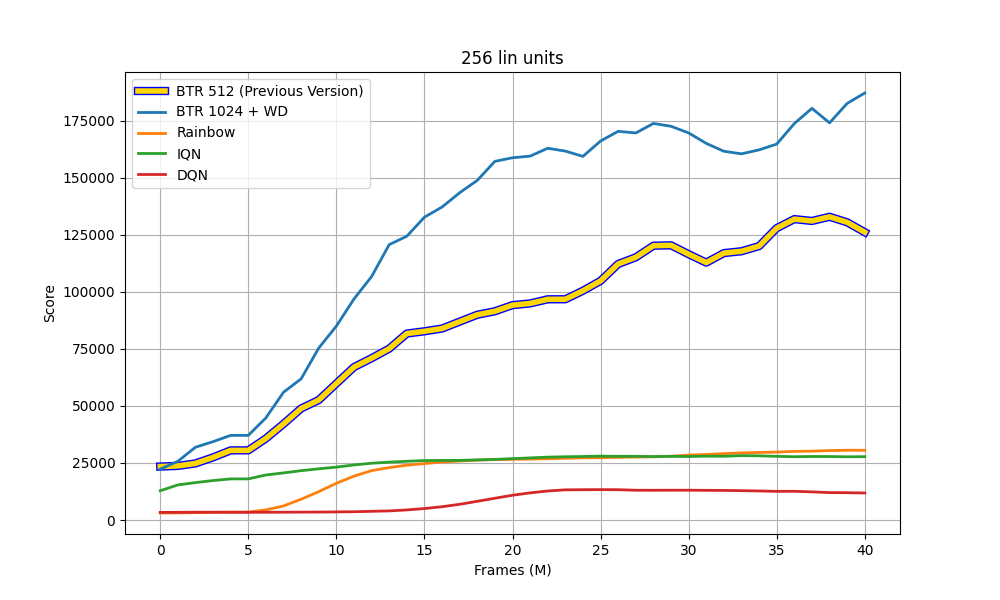 256 lin units
BTR 512 (Previous Version)
BTR 1024 + WD
Rainbow
IQN
DQN
Score
175000
150000
125000
100000
75000
50000
25000
0
0 5 10 15 20 25 30 35 40
Frames (M)